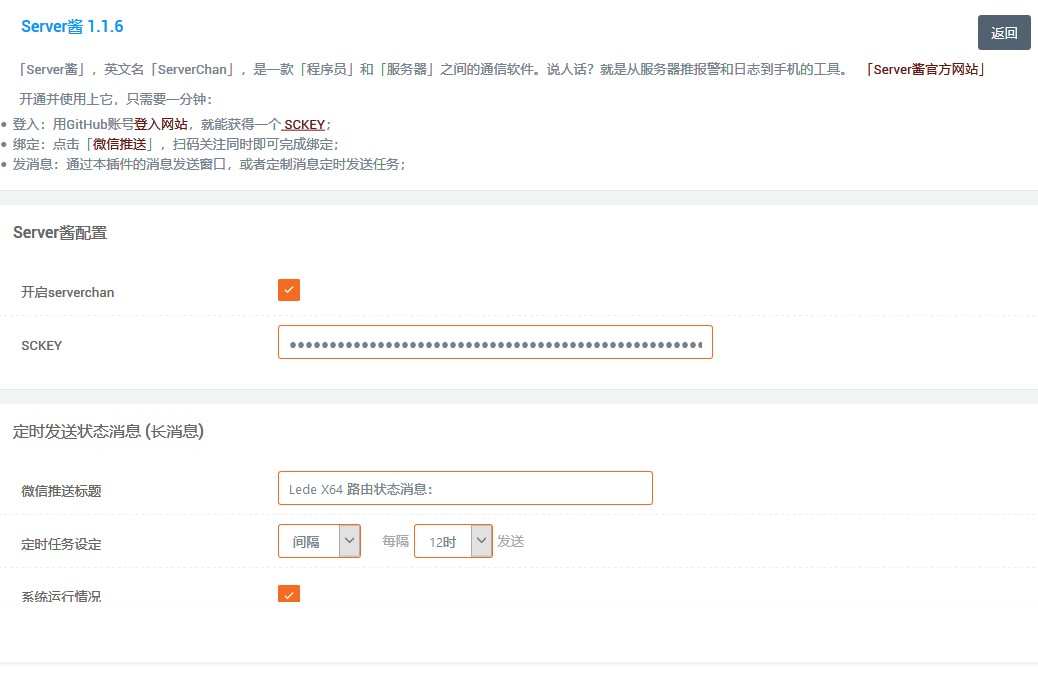 Server酱 1.1.6
返回
「Server酱」，英文名「ServerChan」，是一款「程序员」和「服务器」之间的通信软件。说人话？就是从服务器推报警和日志到手机的工具。 「Server酱官方网站」
开通并使用上它，只需要一分钟：
• 登入：用GitHub账号登入网站，就能获得一个 SCKEY；
• 绑定：点击「微信推送」，扫码关注同时即可完成绑定；
• 发消息：通过本插件的消息发送窗口，或者定制消息定时发送任务；
Server酱配置
开启serverchan
SCKEY
定时发送状态消息 (长消息)
微信推送标题 Lede X64 路由状态消息：
定时任务设定 间隔 每隔 12时 发送
系统运行情况